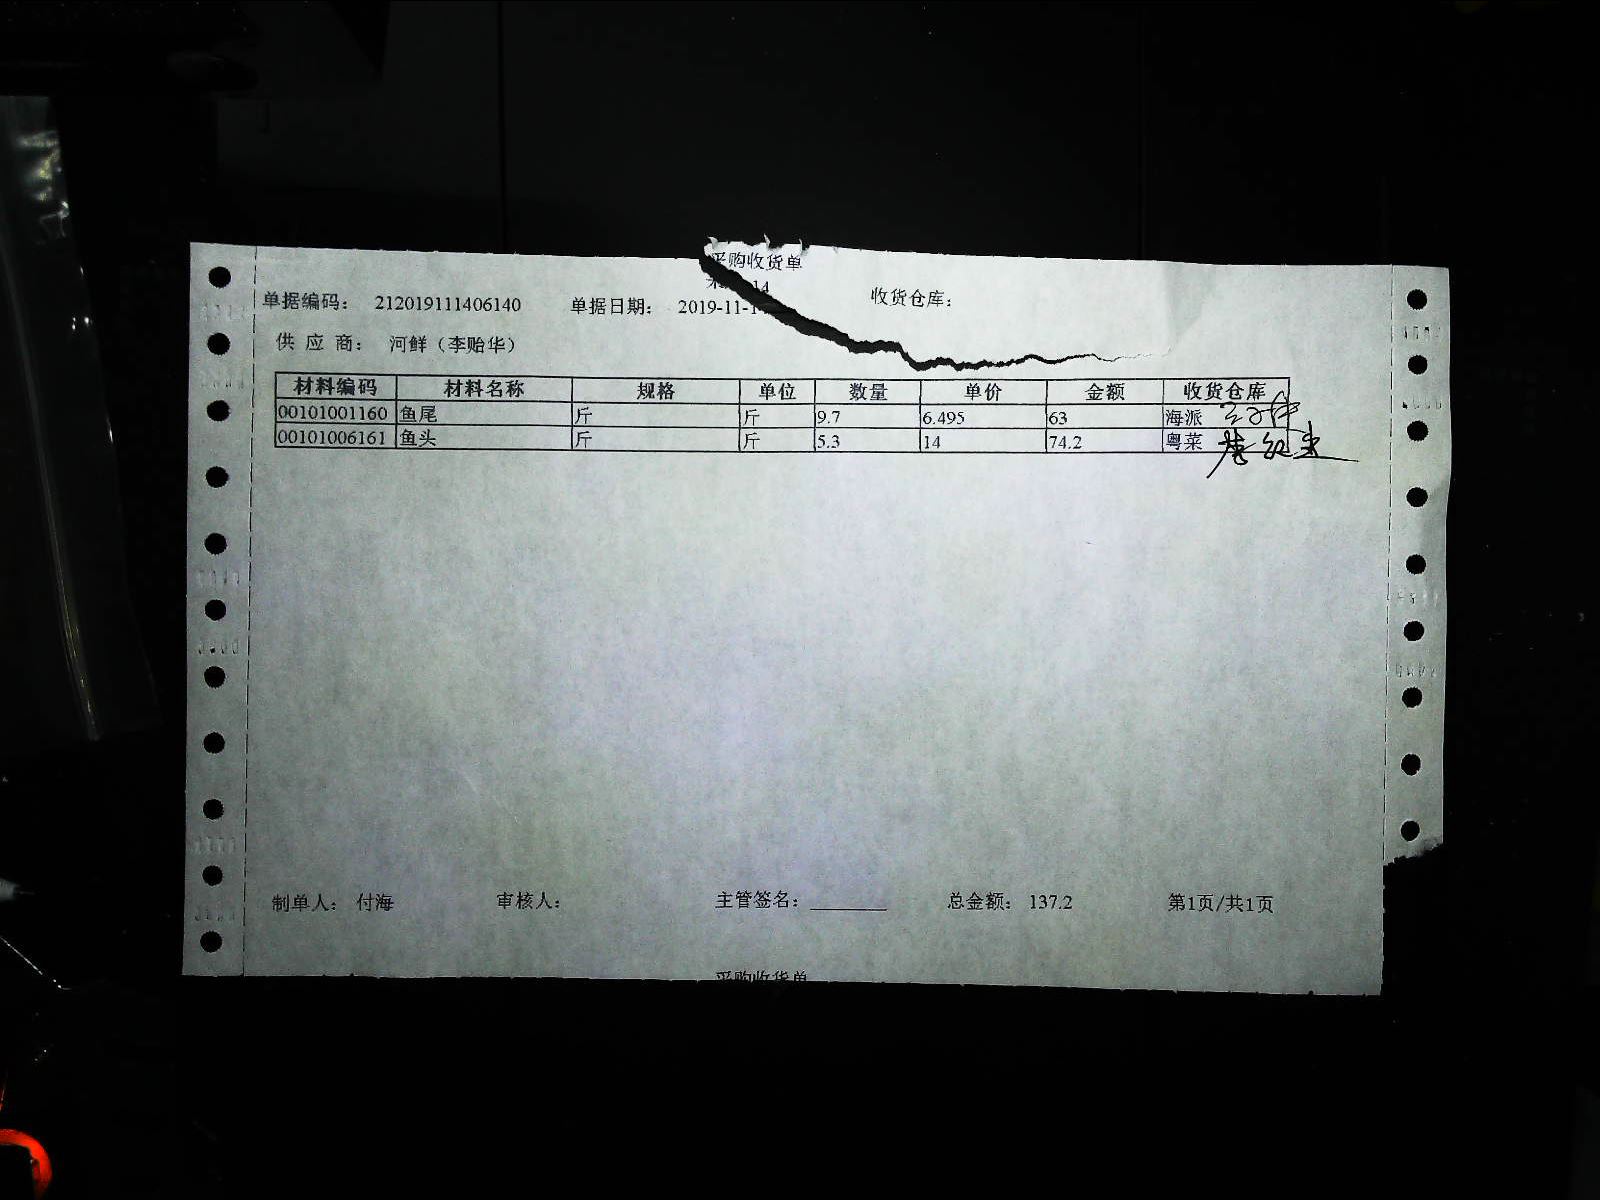 采购收货单
单据编码: 212019111406140 单据日期: 2019-11-14 收货仓库:
供应商: 河鲜(李贻华)
材料编码 材料名称 规格 单位 数量 单价 金额 收货仓库
00101001160 鱼尾 斤 斤 9.7 6.495 63 海派
00101006161 鱼头 斤 斤 5.3 14 74.2 粤菜
制单人: 付海 审核人: 主管签名: ________ 总金额: 137.2 第1页/共1页
采购收货单